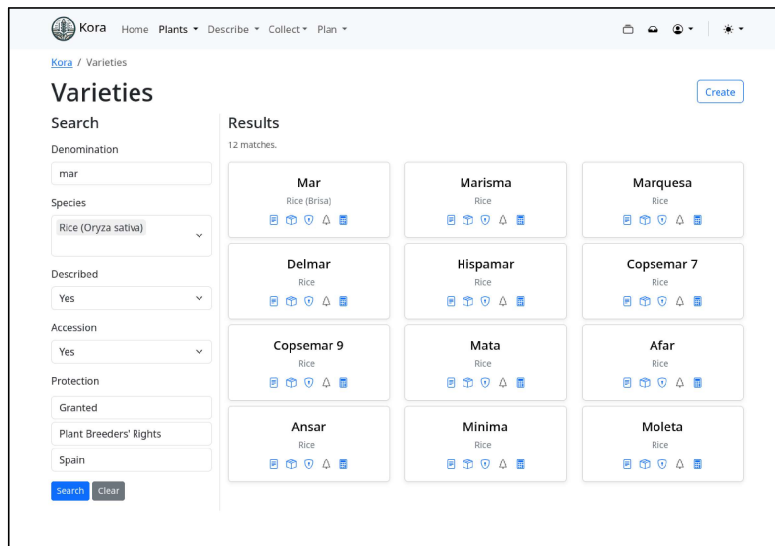 Kora Home Plants Describe Collect Plan
Kora / Varieties
Varieties
Create
Search
Denomination
mar
Species
Rice (Oryza sativa)
Described
Yes
Accession
Yes
Protection
Granted
Plant Breeders' Rights
Spain
Search Clear
Results
12 matches.
Mar
Rice (Brisa)
Marisma
Rice
Marquesa
Rice
Delmar
Rice
Hispamar
Rice
Copsemar 7
Rice
Copsemar 9
Rice
Mata
Rice
Afar
Rice
Ansar
Rice
Minima
Rice
Moleta
Rice